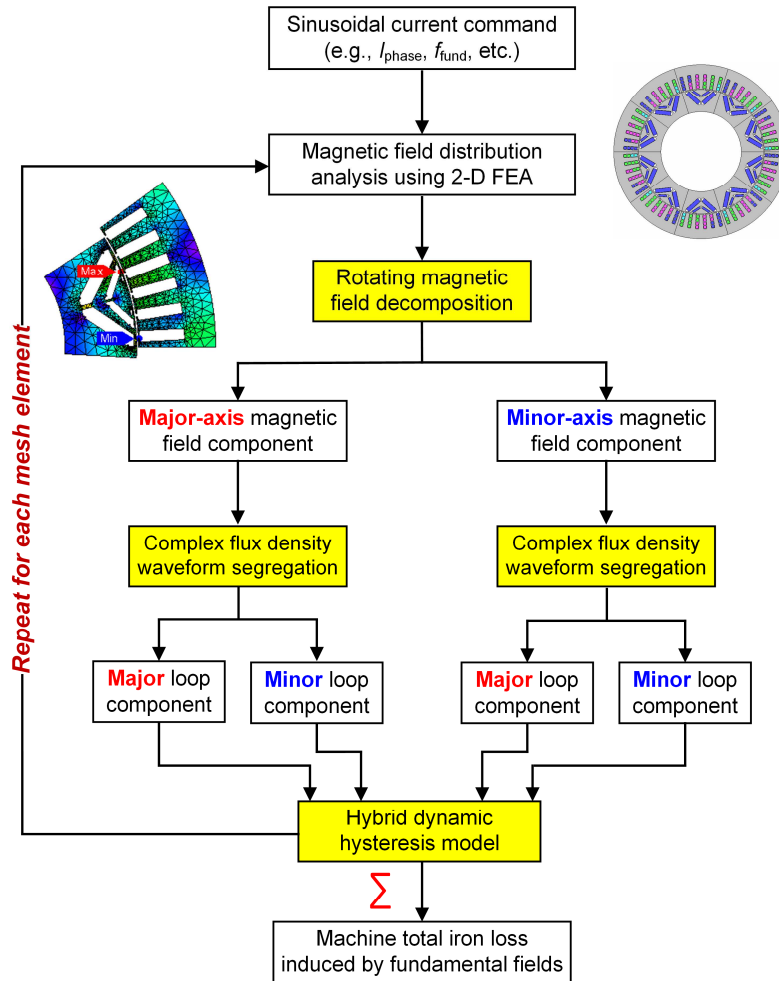 Sinusoidal current command
(e.g., Iphase, ffund, etc.)
Magnetic field distribution
analysis using 2-D FEA
Max
Min
Rotating magnetic
field decomposition
Repeat for each mesh element
Major-axis magnetic
field component
Minor-axis magnetic
field component
Complex flux density
waveform segregation
Complex flux density
waveform segregation
Major loop
component
Minor loop
component
Major loop
component
Minor loop
component
Hybrid dynamic
hysteresis model
Σ
Machine total iron loss
induced by fundamental fields